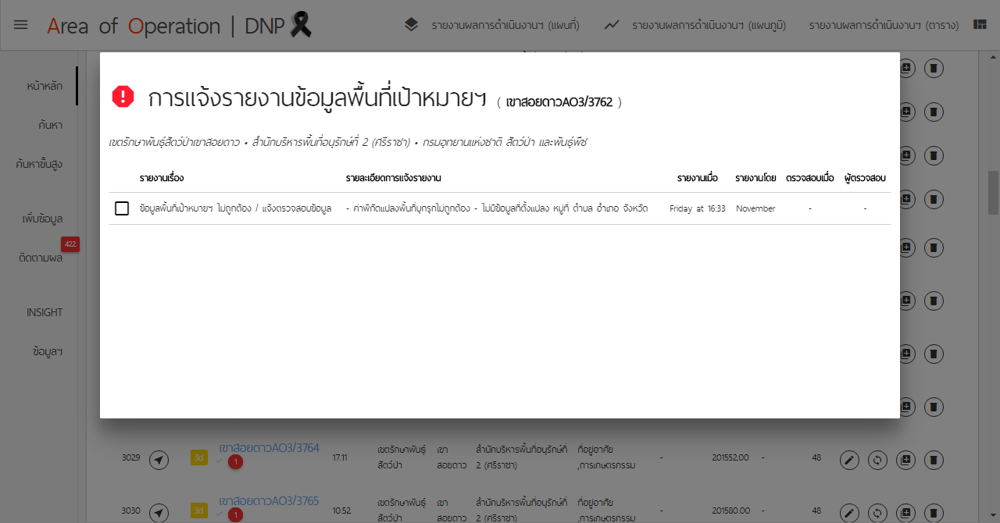 Area of Operation | DNP
รายงานผลการดำเนินงานฯ (แผนที่)
รายงานผลการดำเนินงานฯ (แผนภูมิ)
รายงานผลการดำเนินงานฯ (ตาราง)
หน้าหลัก
ค้นหา
ค้นหาขั้นสูง
เพิ่มข้อมูล
422
ติดตามผล
INSIGHT
ข้อมูลฯ
การแจ้งรายงานข้อมูลพื้นที่เป้าหมายฯ ( เขาสอยดาวAO3/3762 )
เขตรักษาพันธุ์สัตว์ป่าเขาสอยดาว • สำนักบริหารพื้นที่อนุรักษ์ที่ 2 (ศรีราชา) • กรมอุทยานแห่งชาติ สัตว์ป่า และพันธุ์พืช
รายงานเรื่อง รายละเอียดการแจ้งรายงาน รายงานเมื่อ รายงานโดย ตรวจสอบเมื่อ ผู้ตรวจสอบ
ข้อมูลพื้นที่เป้าหมายฯ ไม่ถูกต้อง / แจ้งตรวจสอบข้อมูล - ค่าพิกัดแปลงพื้นที่บุกรุกไม่ถูกต้อง - ไม่มีข้อมูลที่ตั้งแปลง หมู่ที่ ตำบล อำเภอ จังหวัด Friday at 16:33 November - -
3029 3d เขาสอยดาวAO3/3764 1 17.11 เขตรักษาพันธุ์ เขา สำนักบริหารพื้นที่อนุรักษ์ที่ ที่อยู่อาศัย - 201552.00 - 48
สัตว์ป่า สอยดาว 2 (ศรีราชา) ,การเกษตรกรรม
3030 3d เขาสอยดาวAO3/3765 1 10.52 เขตรักษาพันธุ์ เขา สำนักบริหารพื้นที่อนุรักษ์ที่ ที่อยู่อาศัย - 201580.00 - 48
สัตว์ป่า สอยดาว 2 (ศรีราชา) ,การเกษตรกรรม